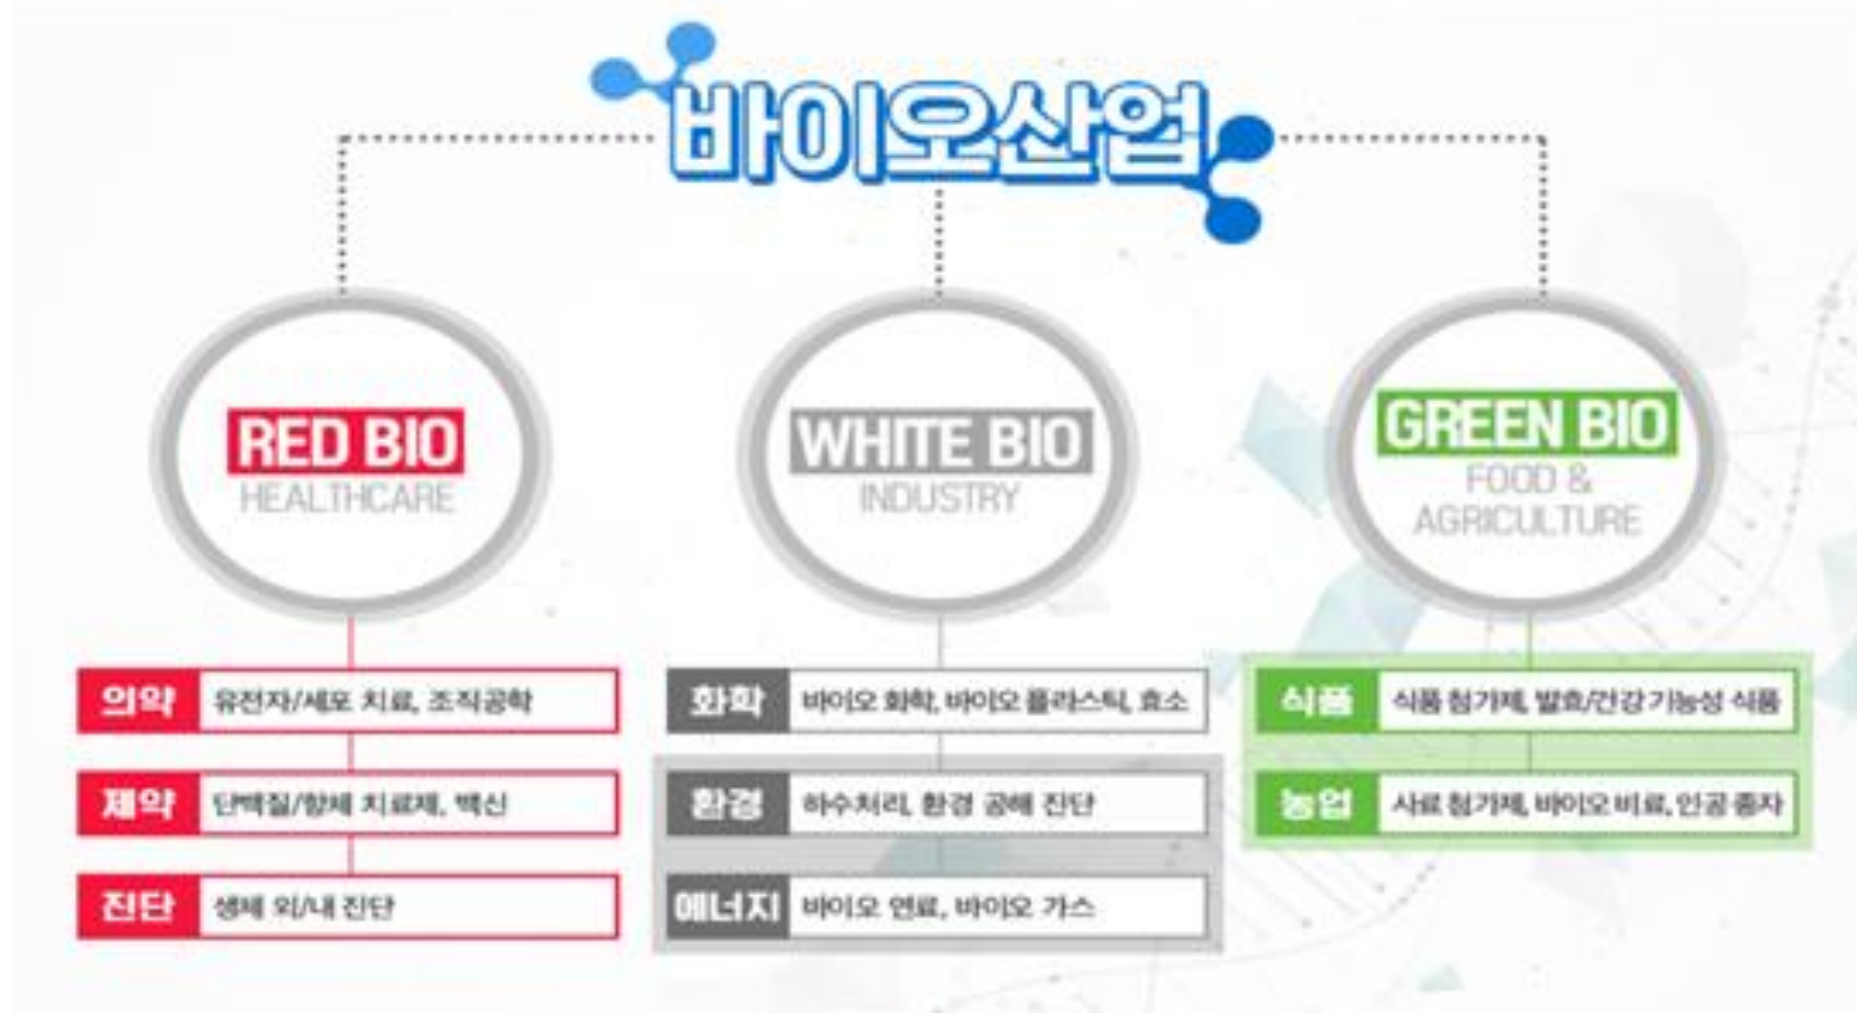 바이오산업
RED BIO
HEALTHCARE
의약 유전자/세포 치료, 조직공학
제약 단백질/항체 치료제, 백신
진단 생체 외/내 진단
WHITE BIO
INDUSTRY
화학 바이오 화학, 바이오 플라스틱, 효소
환경 하수처리, 환경 공해 진단
에너지 바이오 연료, 바이오 가스
GREEN BIO
FOOD &
AGRICULTURE
식품 식품 첨가제, 발효/건강 기능성 식품
농업 사료 첨가제, 바이오 비료, 인공 종자